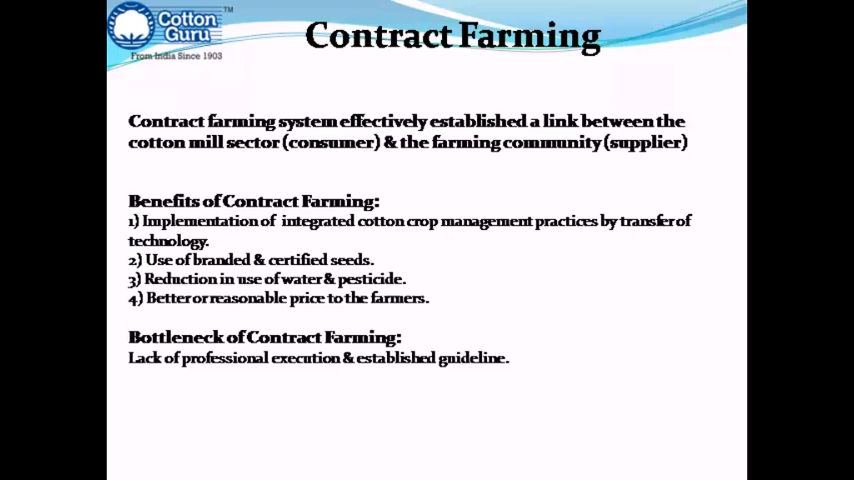 Cotton
Guru
TM
From India Since 1903
Contract Farming
Contract farming system effectively established a link between the
cotton mill sector (consumer) & the farming community (supplier)
Benefits of Contract Farming:
1) Implementation of integrated cotton crop management practices by transfer of
technology.
2) Use of branded & certified seeds.
3) Reduction in use of water & pesticide.
4) Better or reasonable price to the farmers.
Bottleneck of Contract Farming:
Lack of professional execution & established guideline.